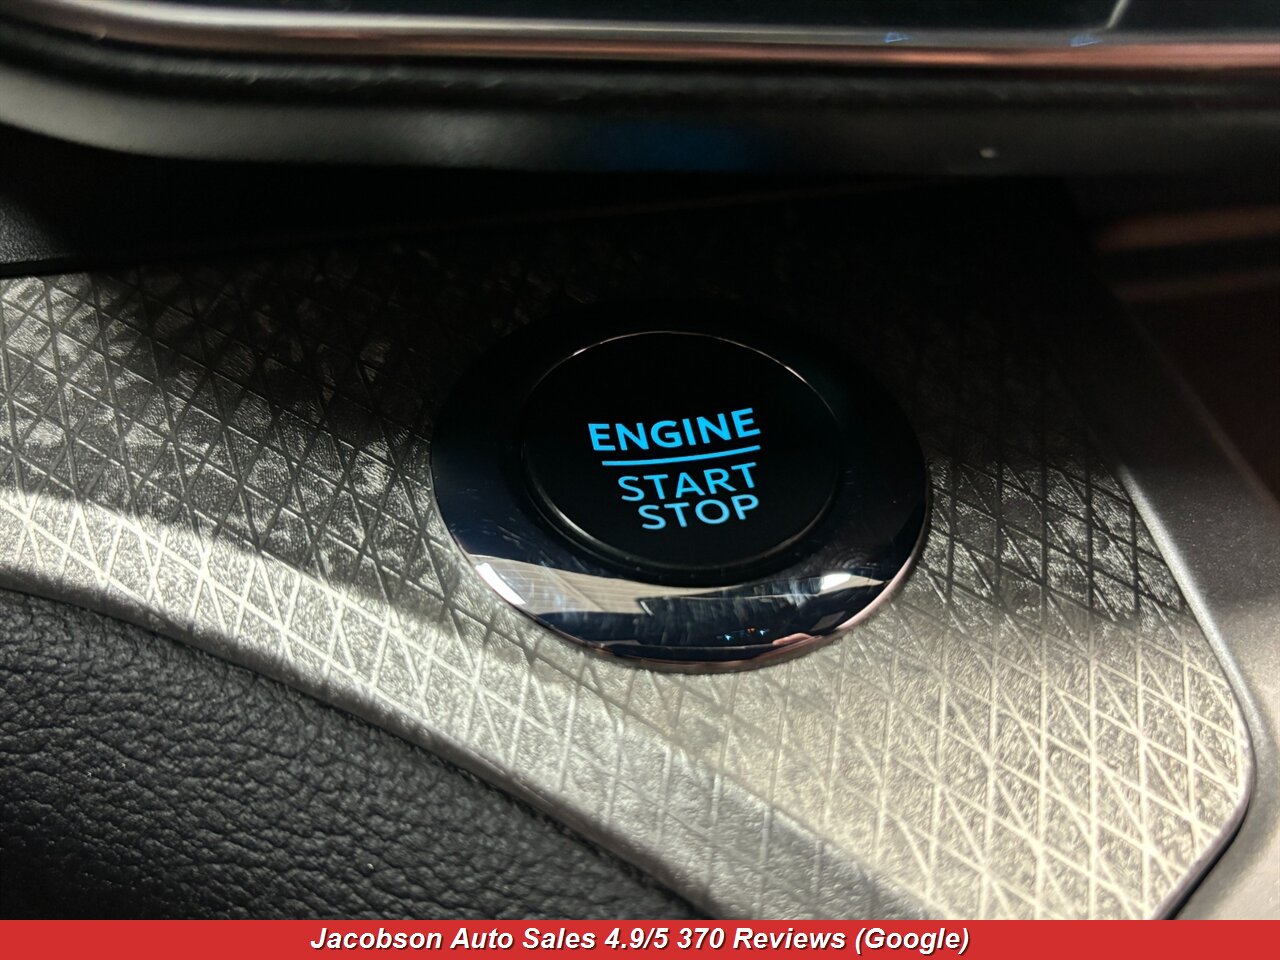 ENGINE
START
STOP
Jacobson Auto Sales 4.9/5 370 Reviews (Google)